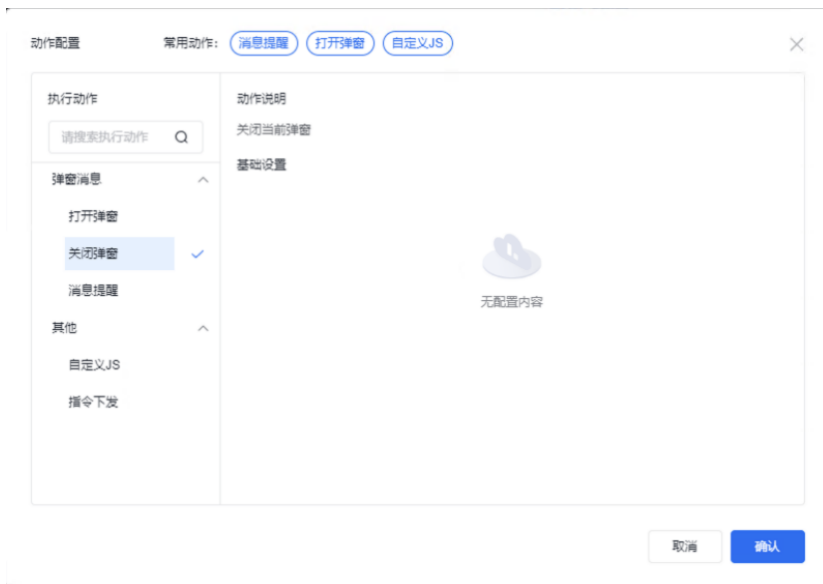 动作配置 常用动作: 消息提醒 打开弹窗 自定义JS
执行动作
请搜索执行动作
弹窗消息
打开弹窗
关闭弹窗
消息提醒
其他
自定义JS
指令下发
动作说明
关闭当前弹窗
基础设置
无配置内容
取消 确认